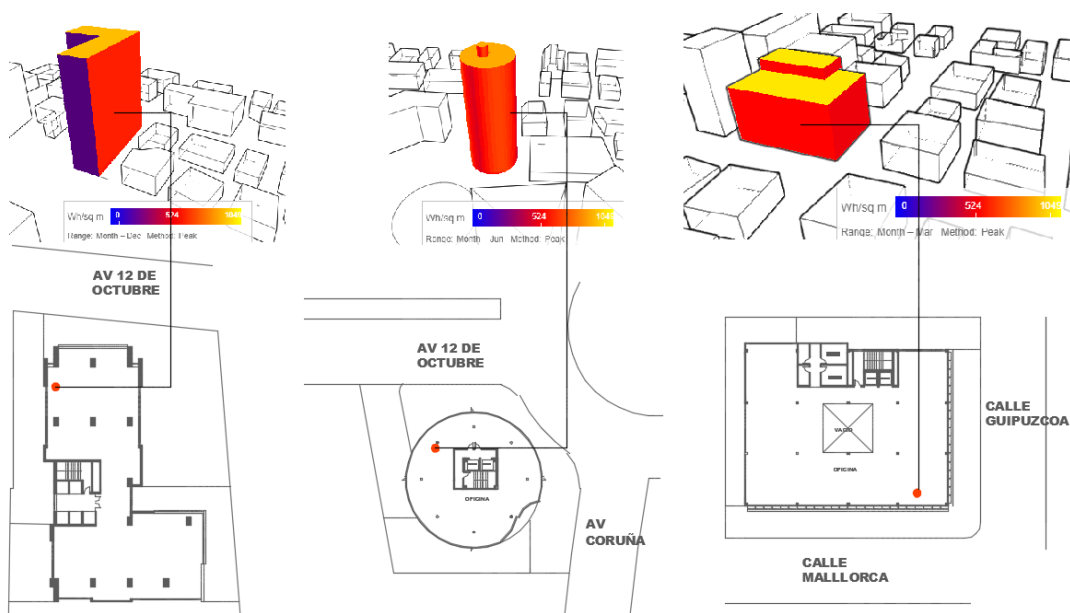 Wh/sq m 0 524 1049
Range: Month – Dec Method: Peak
Wh/sq m 0 524 1049
Range: Month – Jun Method: Peak
Wh/sq m 0 524 1049
Range: Month – Mar Method: Peak
AV 12 DE
OCTUBRE
AV 12 DE
OCTUBRE
OFICINA
AV
CORUÑA
VACIO
OFICINA
CALLE
GUIPUZCOA
CALLE
MALLLORCA